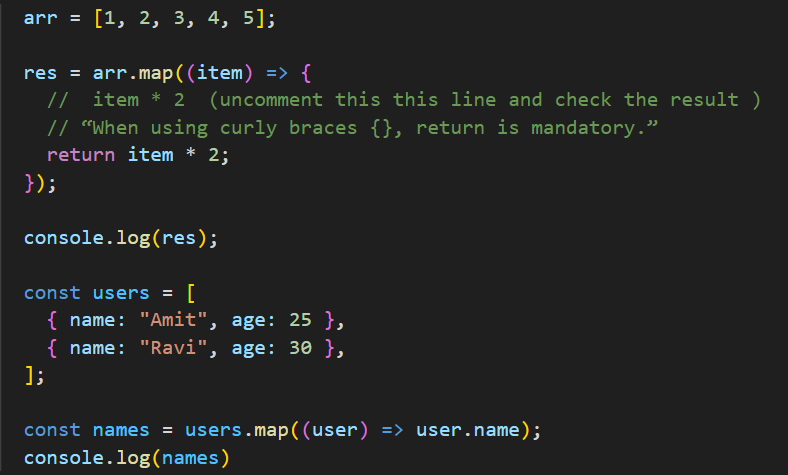 arr = [1, 2, 3, 4, 5];
res = arr.map((item) => {
  //  item * 2  (uncomment this this line and check the result )
  // “When using curly braces {}, return is mandatory.”
  return item * 2;
});
console.log(res);
const users = [
  { name: "Amit", age: 25 },
  { name: "Ravi", age: 30 },
];
const names = users.map((user) => user.name);
console.log(names)